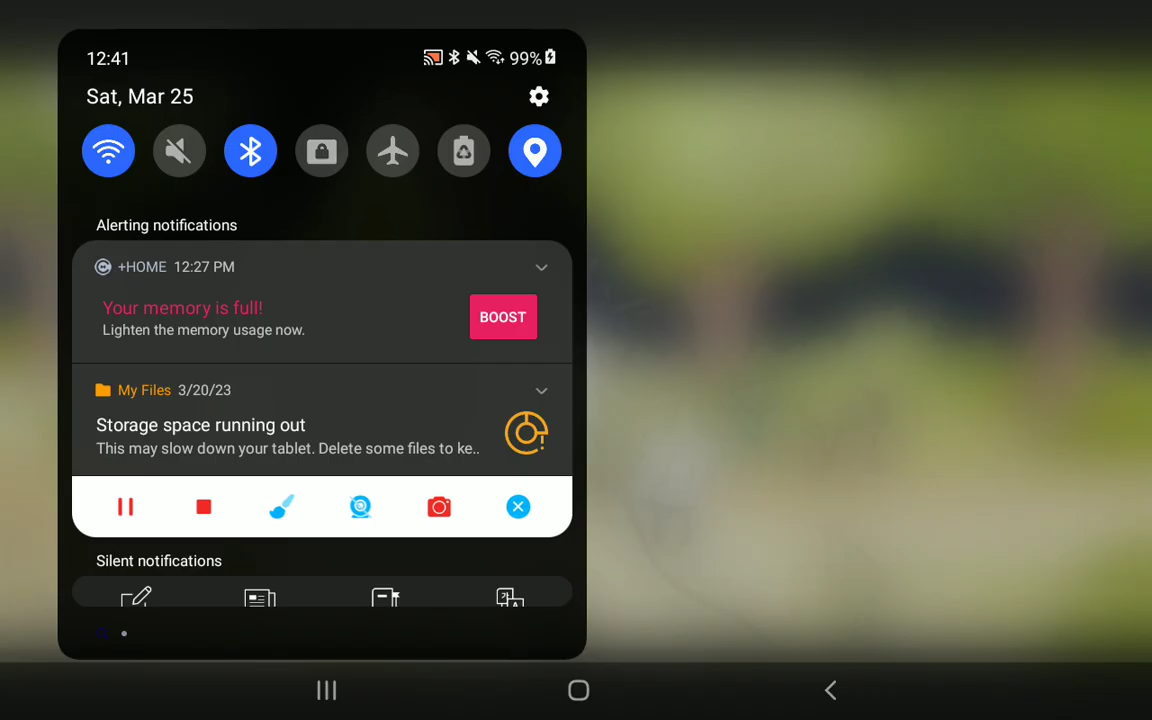 12:41
99%
Sat, Mar 25
Alerting notifications
+HOME 12:27 PM
Your memory is full!
Lighten the memory usage now.
BOOST
My Files 3/20/23
Storage space running out
This may slow down your tablet. Delete some files to ke..
Silent notifications